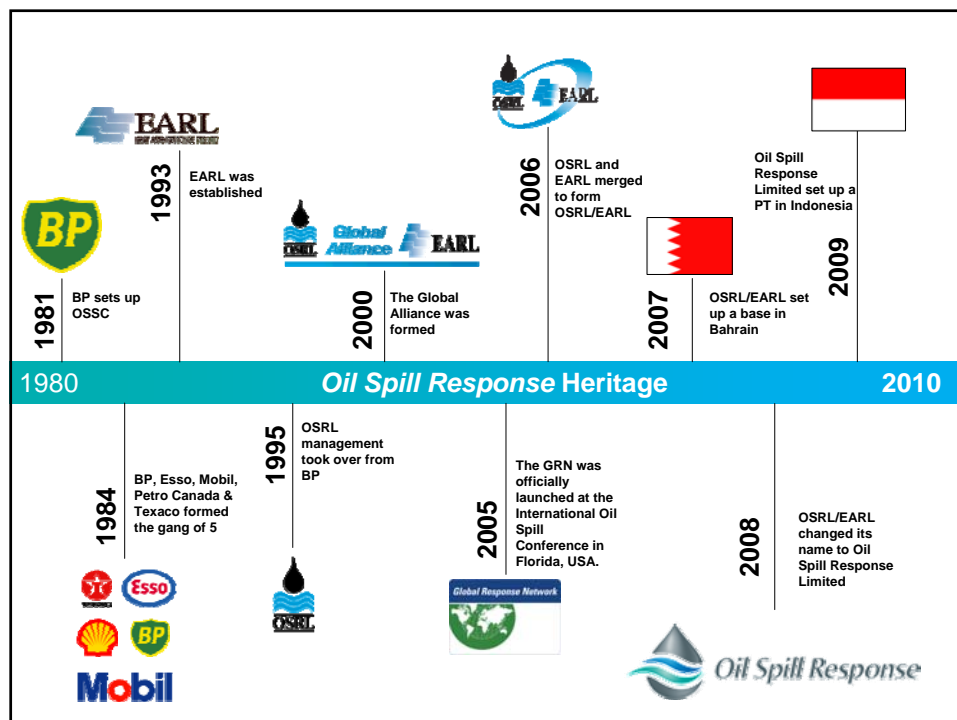 EARL
1993
EARL was
established
BP
1981
BP sets up
OSSC
OSRL
Global
Alliance
EARL
2000
The Global
Alliance was
formed
OSRL
EARL
2006
OSRL and
EARL merged
to form
OSRL/EARL
2007
OSRL/EARL set
up a base in
Bahrain
Oil Spill
Response
Limited set up a
PT in Indonesia
2009
1980
Oil Spill Response Heritage
2010
1984
BP, Esso, Mobil,
Petro Canada &
Texaco formed
the gang of 5
Esso
BP
Mobil
1995
OSRL
management
took over from
BP
OSRL
2005
The GRN was
officially
launched at the
International Oil
Spill
Conference in
Florida, USA.
Global Response Network
2008
OSRL/EARL
changed its
name to Oil
Spill Response
Limited
Oil Spill Response